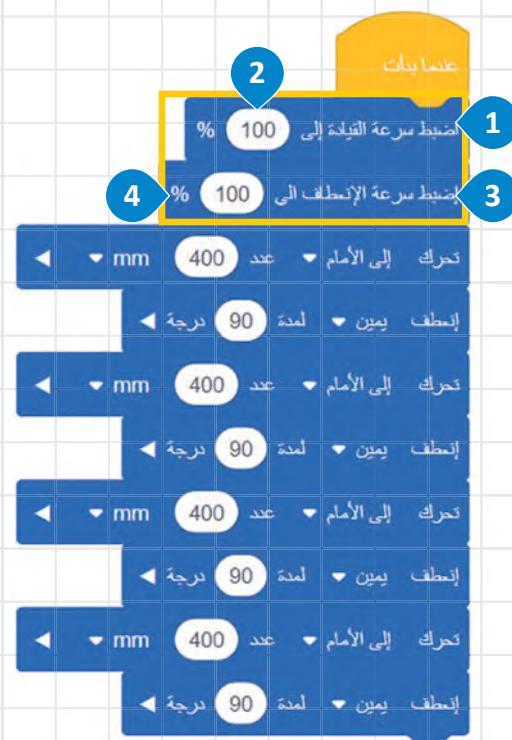 عندما بدأت
2
اضبط سرعة القيادة إلى 100 % 1
إضبط سرعة الإنعطاف الى 100 % 3
4
تحرك إلى الأمام عدد 400 mm
إنعطف يمين لمدة 90 درجة
تحرك إلى الأمام عدد 400 mm
إنعطف يمين لمدة 90 درجة
تحرك إلى الأمام عدد 400 mm
إنعطف يمين لمدة 90 درجة
تحرك إلى الأمام عدد 400 mm
إنعطف يمين لمدة 90 درجة